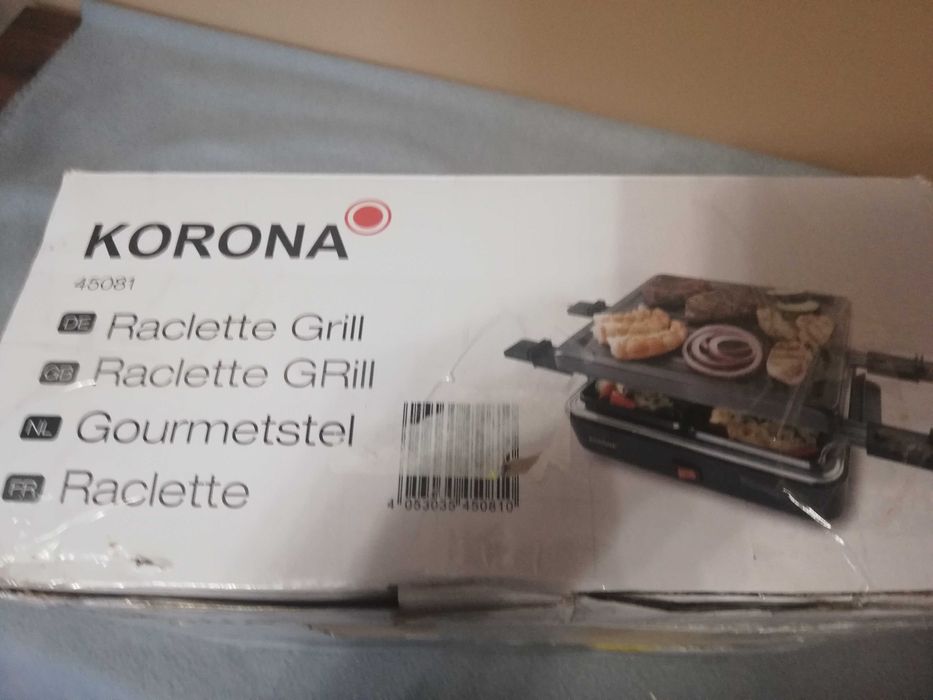 KORONA
45081
DE Raclette Grill
GB Raclette GRill
NL Gourmetstel
FR Raclette
4 053035 450810